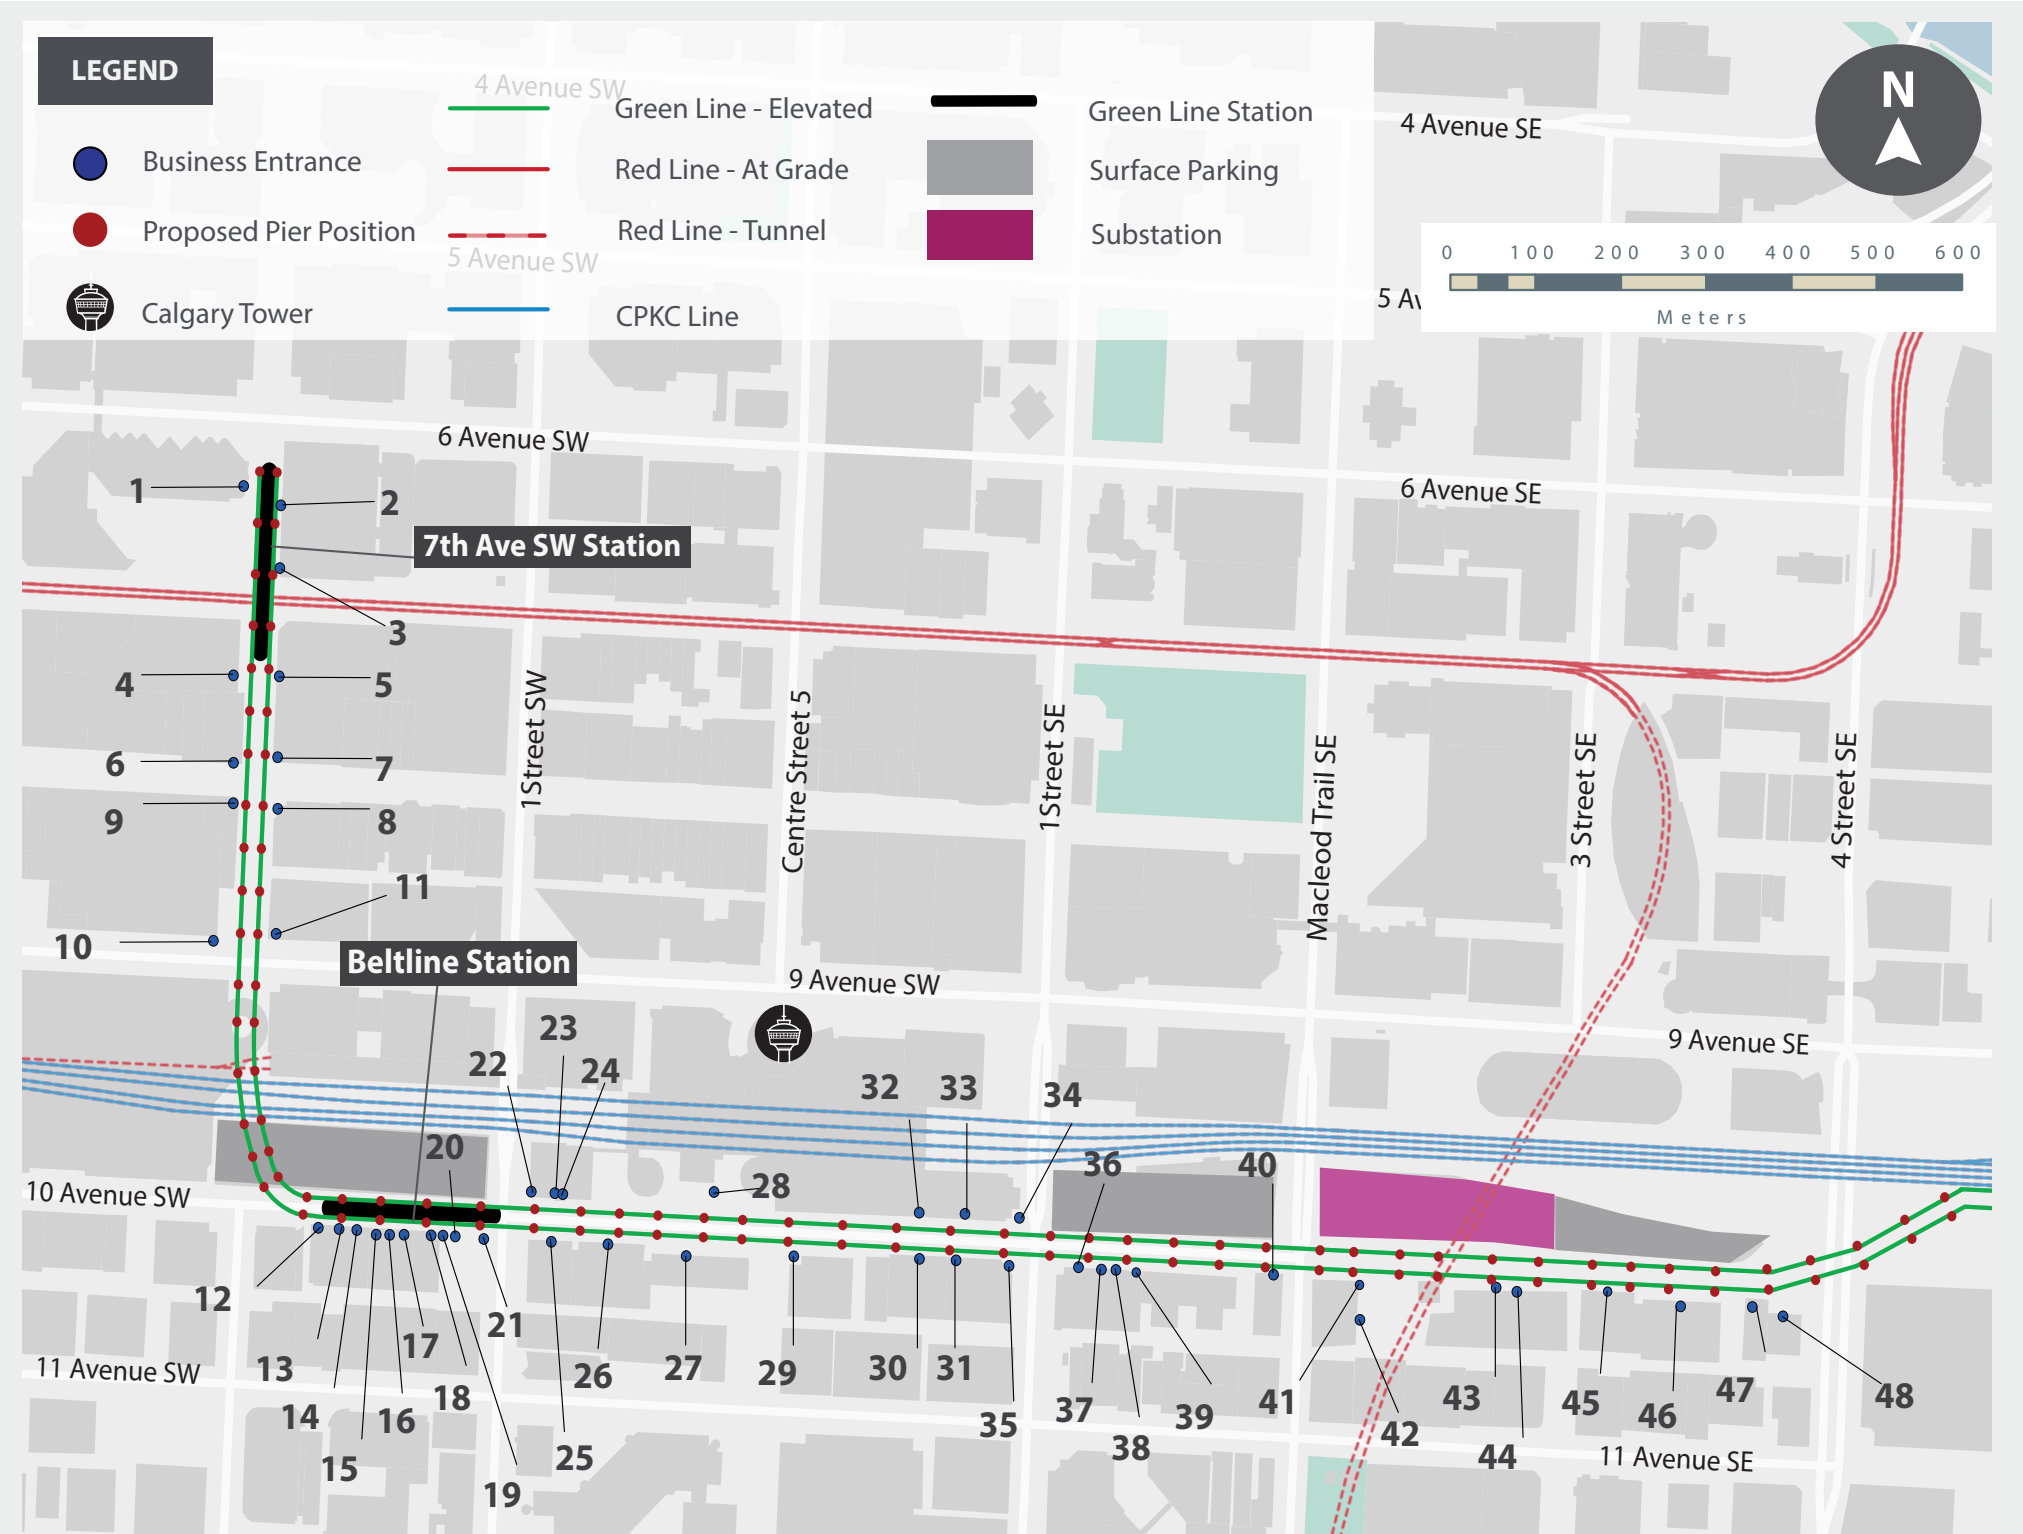 LEGEND
4 Avenue SW
Green Line - Elevated
Green Line Station
Business Entrance
Red Line - At Grade
Surface Parking
Proposed Pier Position
Red Line - Tunnel
Substation
5 Avenue SW
Calgary Tower
CPKC Line
N
4 Avenue SE
0 100 200 300 400 500 600
Meters
5 Av
6 Avenue SW
6 Avenue SE
1
2
7th Ave SW Station
3
4
5
6
7
9
8
11
10
1Street SW
Centre Street 5
1Street SE
Macleod Trail SE
3 Street SE
4 Street SE
Beltline Station
9 Avenue SW
9 Avenue SE
23
22
24
32
33
34
20
36
40
28
10 Avenue SW
12
21
17
13
26
27
29
30
31
18
14
16
15
25
19
35
37
39
38
41
42
43
44
45
46
47
48
11 Avenue SW
11 Avenue SE